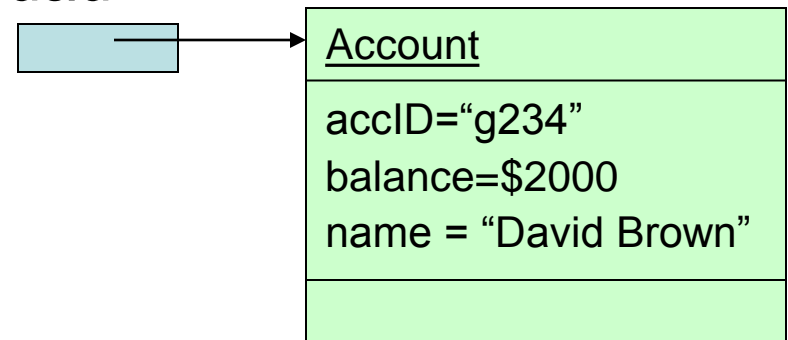 Account
accID=“g234”
balance=$2000
name = “David Brown”